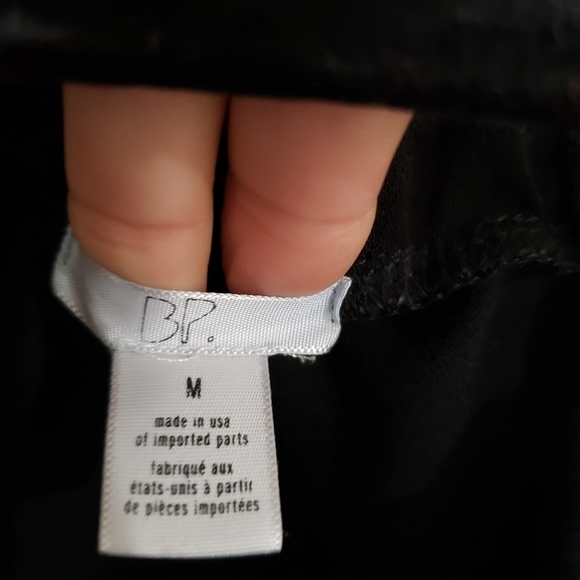 BP.
M
made in usa
of imported parts
fabriqué aux
états-unis à partir
de pièces importées